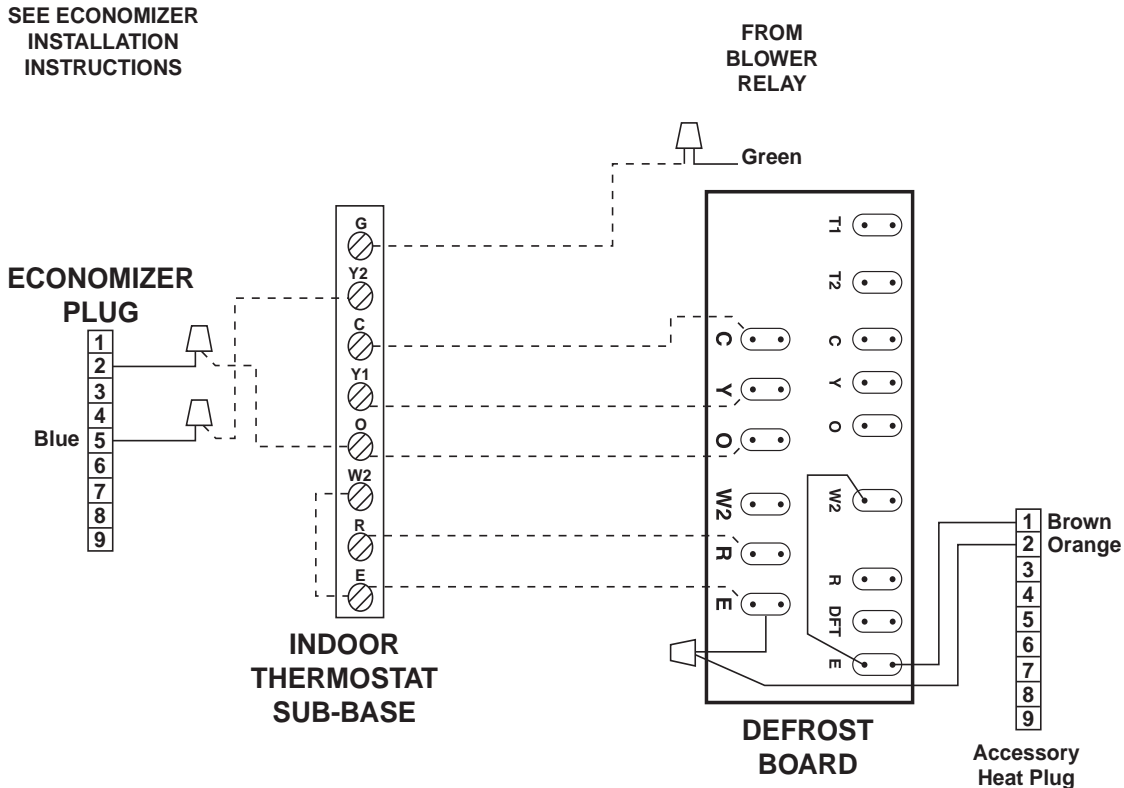 SEE ECONOMIZER
INSTALLATION
INSTRUCTIONS
FROM
BLOWER
RELAY
Green
ECONOMIZER
PLUG
1
2
3
4
Blue 5
6
7
8
9
G
Y2
C
Y1
O
W2
R
E
INDOOR
THERMOSTAT
SUB-BASE
C
Y
O
W2
R
E
T1
T2
C
Y
O
W2
R
DFT
E
DEFROST
BOARD
1 Brown
2 Orange
3
4
5
6
7
8
9
Accessory
Heat Plug